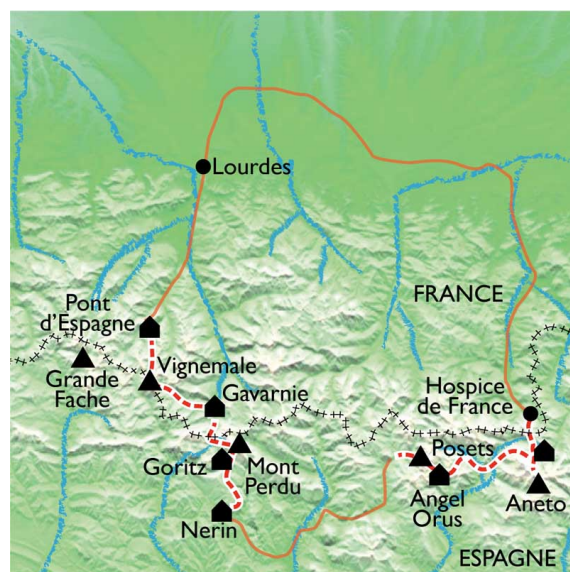 Lourdes
FRANCE
Pont
d'Espagne
Vignemale
Grande
Fache
Gavarnie
Hospice
de France
Goritz
Mont
Perdu
Posets
Angel
Orus
Aneto
Nerin
ESPAGNE